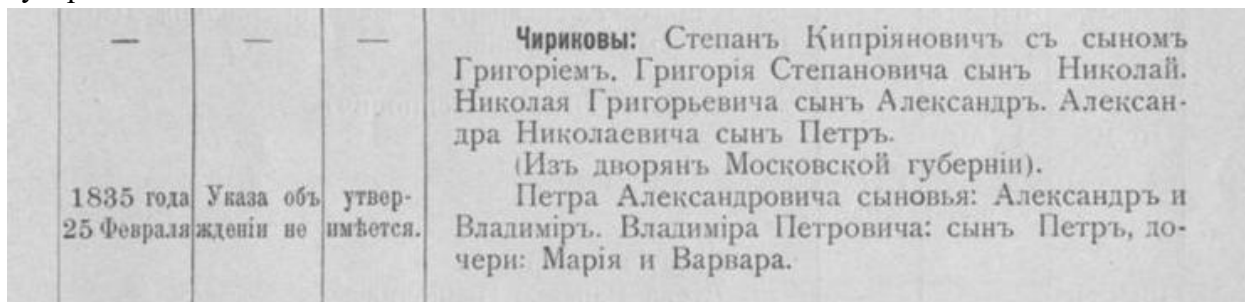 — — — Чириковы: Степанъ Кипріяновичъ съ сыномъ
Григоріемъ. Григорія Степановича сынъ Николай.
Николая Григорьевича сынъ Александръ. Алексан-
дра Николаевича сынъ Петръ.
(Изъ дворянъ Московской губерніи).
1835 года Указа объ утвер- Петра Александровича сыновья: Александръ и
25 Февраля жденіи не имѣется. Владиміръ. Владиміра Петровича: сынъ Петръ, до-
чери: Марія и Варвара.